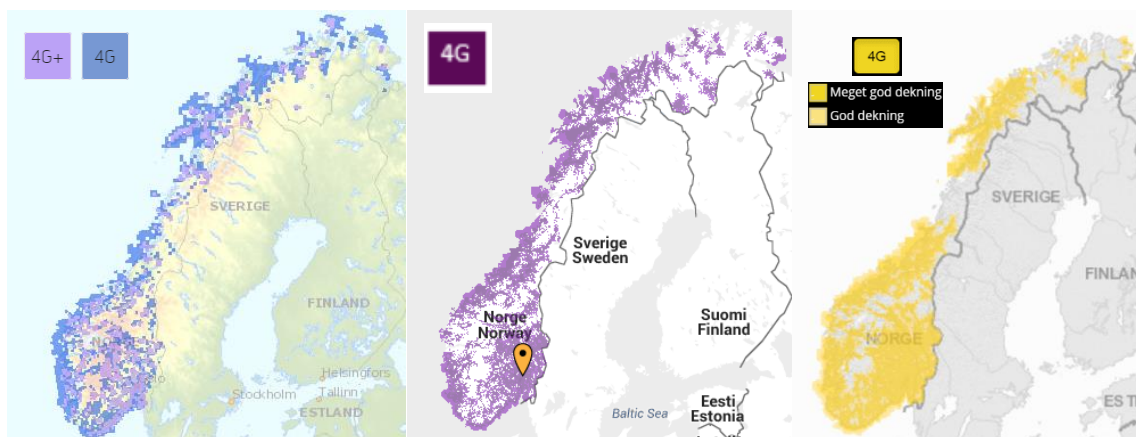 4G+ 4G
SVERIGE
FINLAND
Helsingfors
Stockholm
Tallinn
ESTLAND
4G
Sverige
Sweden
Norge
Norway
Suomi
Finland
Baltic Sea
Eesti
Estonia
4G
Meget god dekning
God dekning
SVERIGE
NORGE